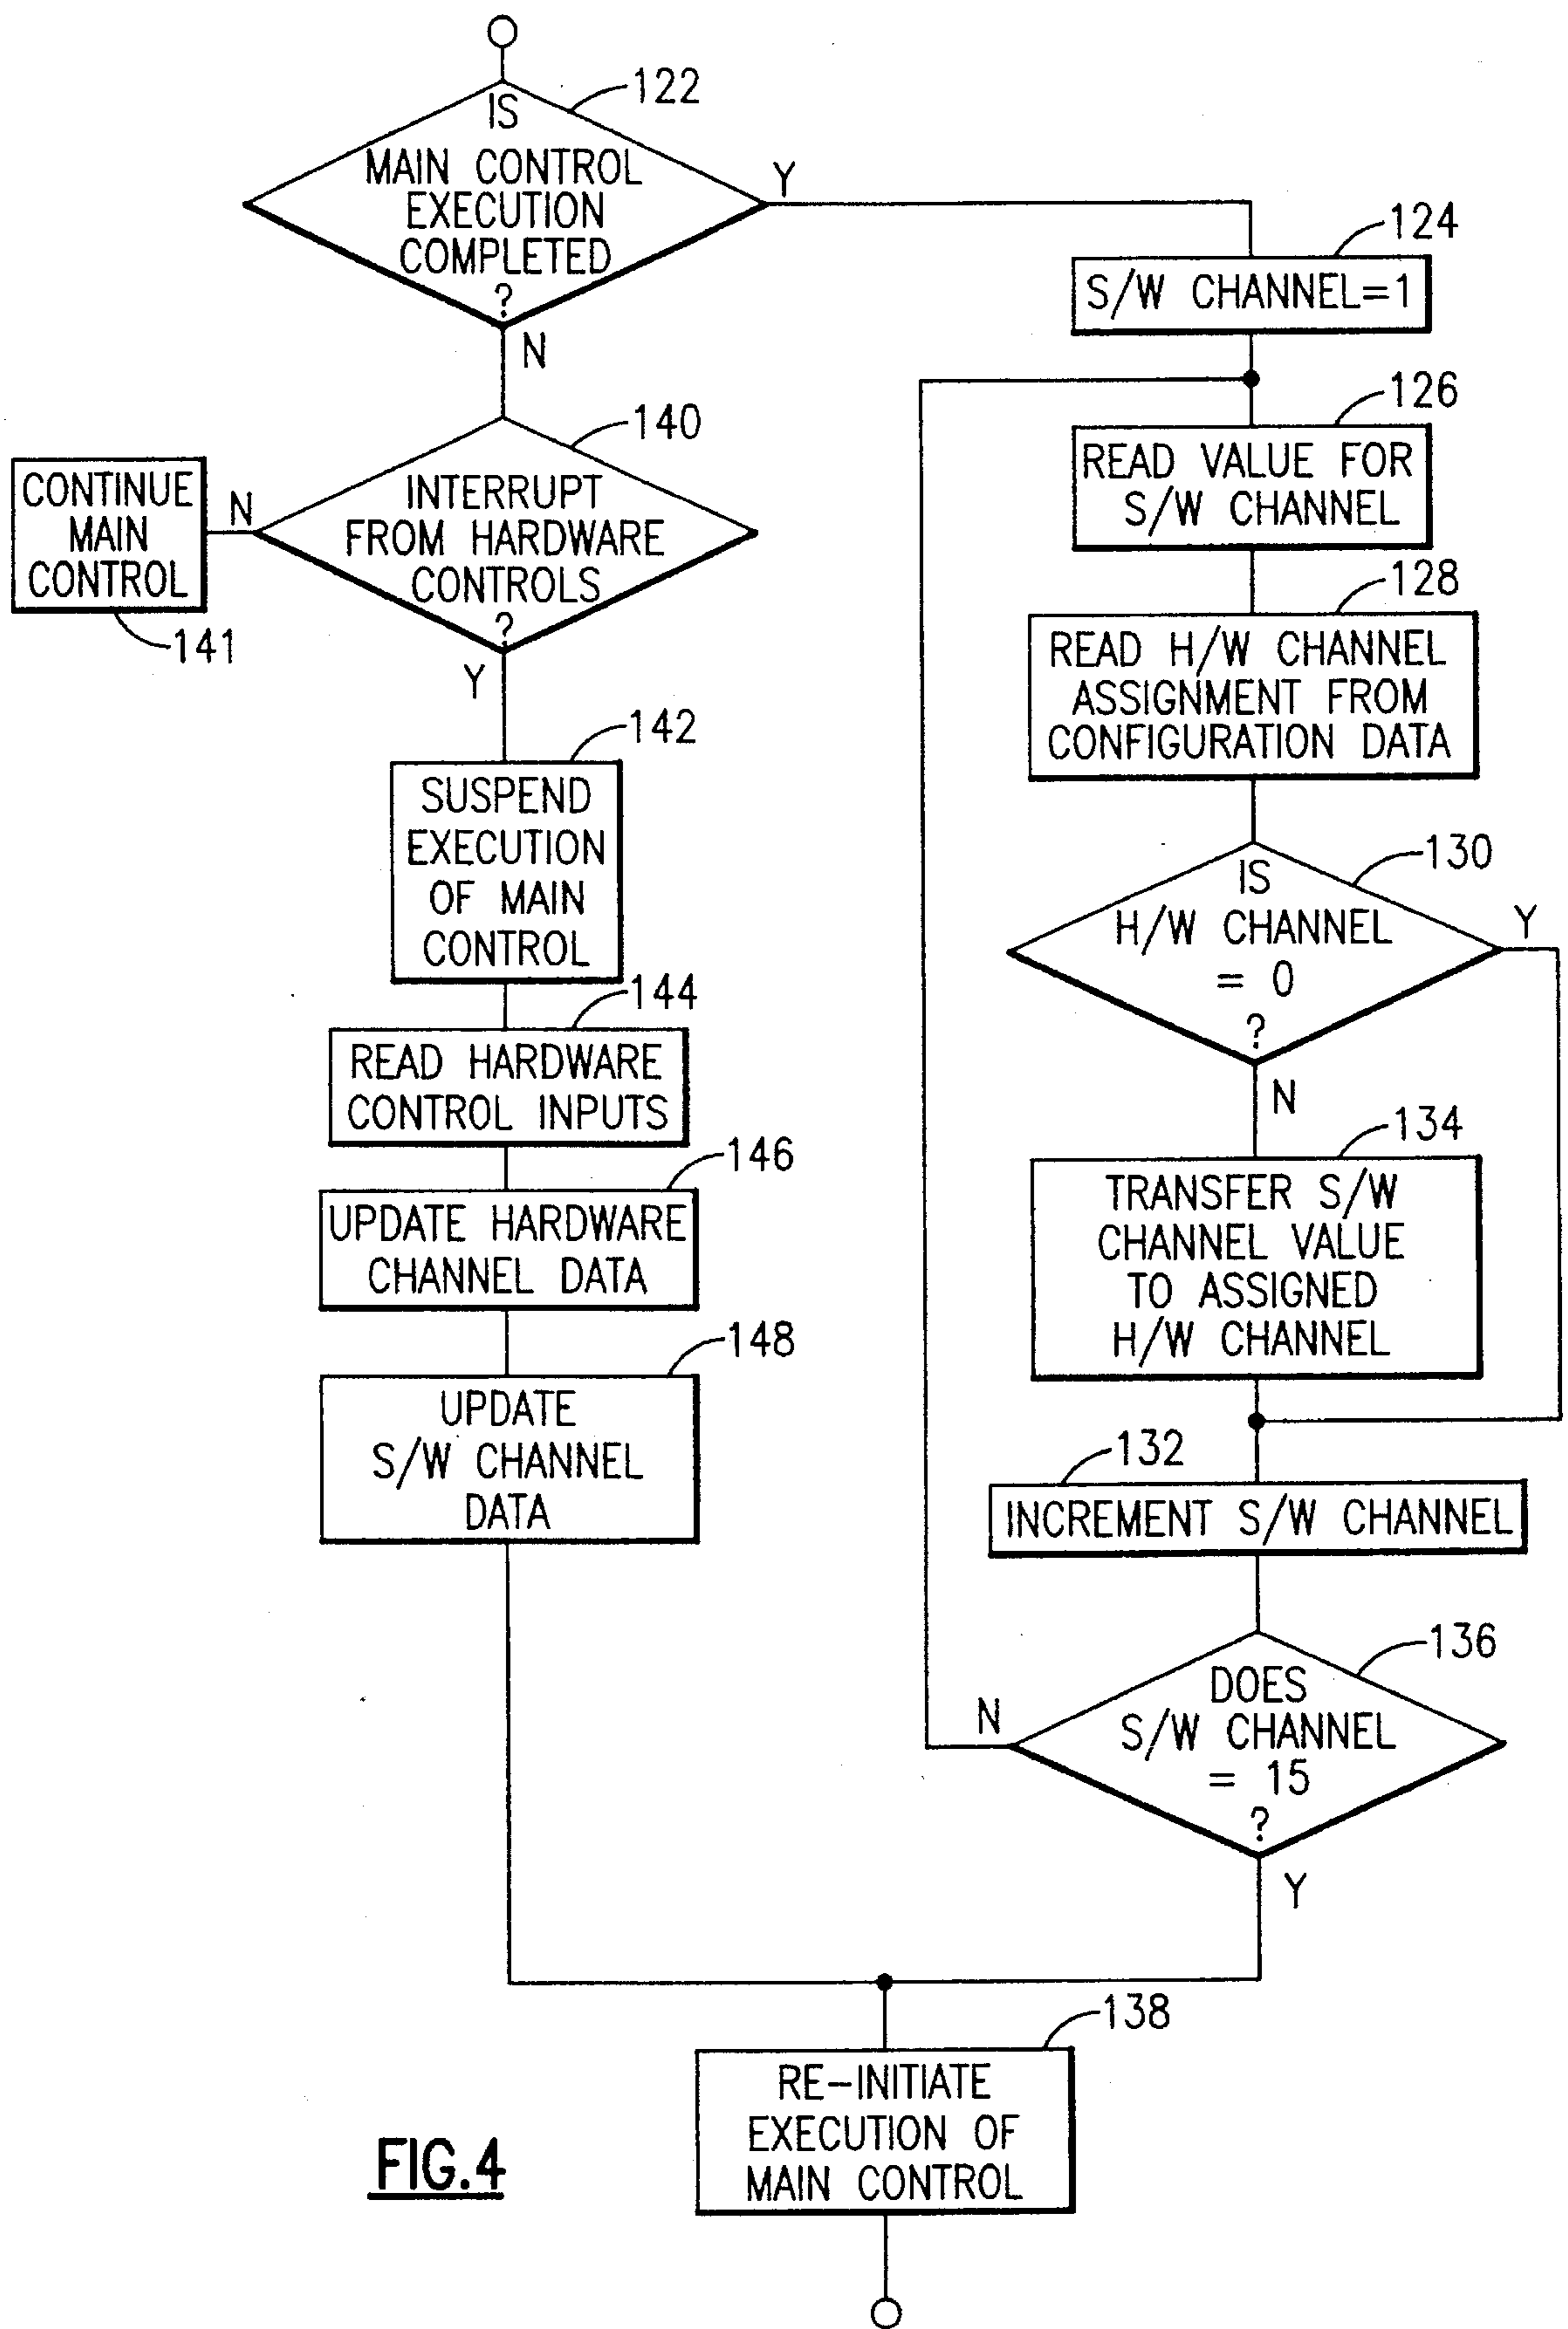 122
IS
MAIN CONTROL
EXECUTION
COMPLETED
?
Y
N
124
S/W CHANNEL=1
126
READ VALUE FOR
S/W CHANNEL
128
READ H/W CHANNEL
ASSIGNMENT FROM
CONFIGURATION DATA
130
IS
H/W CHANNEL
= 0
?
Y
N
134
TRANSFER S/W
CHANNEL VALUE
TO ASSIGNED
H/W CHANNEL
132
INCREMENT S/W CHANNEL
136
DOES
S/W CHANNEL
= 15
?
N
Y
140
INTERRUPT
FROM HARDWARE
CONTROLS
?
N
Y
CONTINUE
MAIN
CONTROL
141
142
SUSPEND
EXECUTION
OF MAIN
CONTROL
144
READ HARDWARE
CONTROL INPUTS
146
UPDATE HARDWARE
CHANNEL DATA
148
UPDATE
S/W CHANNEL
DATA
138
RE-INITIATE
EXECUTION OF
MAIN CONTROL
FIG.4